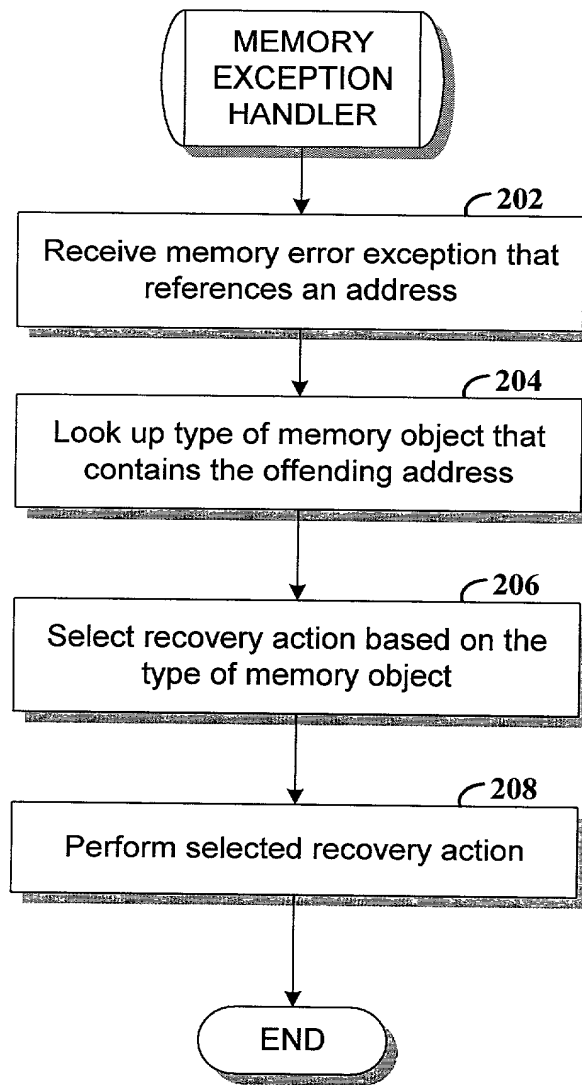 MEMORY
EXCEPTION
HANDLER
202
Receive memory error exception that
references an address
204
Look up type of memory object that
contains the offending address
206
Select recovery action based on the
type of memory object
208
Perform selected recovery action
END